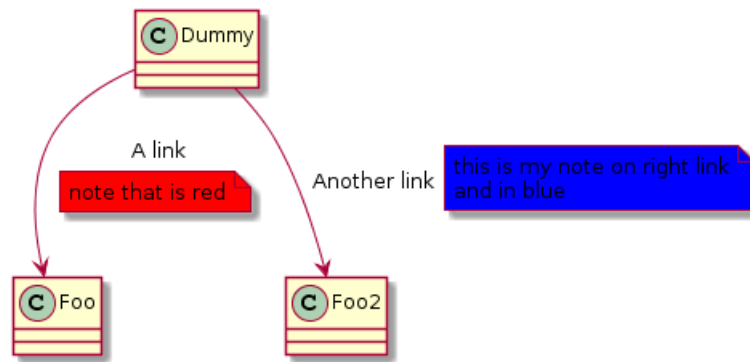 C Dummy
A link
note that is red
Another link
this is my note on right link
and in blue
C Foo
C Foo2